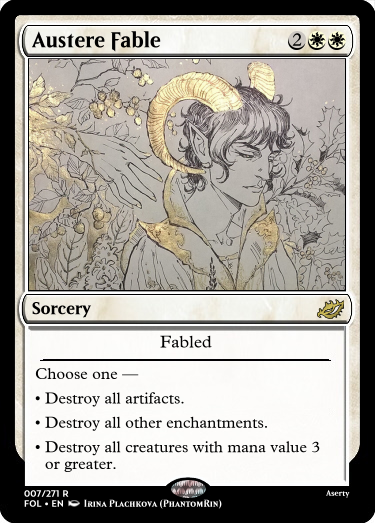 Austere Fable 2
Sorcery
Fabled
Choose one —
• Destroy all artifacts.
• Destroy all other enchantments.
• Destroy all creatures with mana value 3
or greater.
007/271 R
Aserty
FOL • EN Irina Plachkova (PhantomRin)